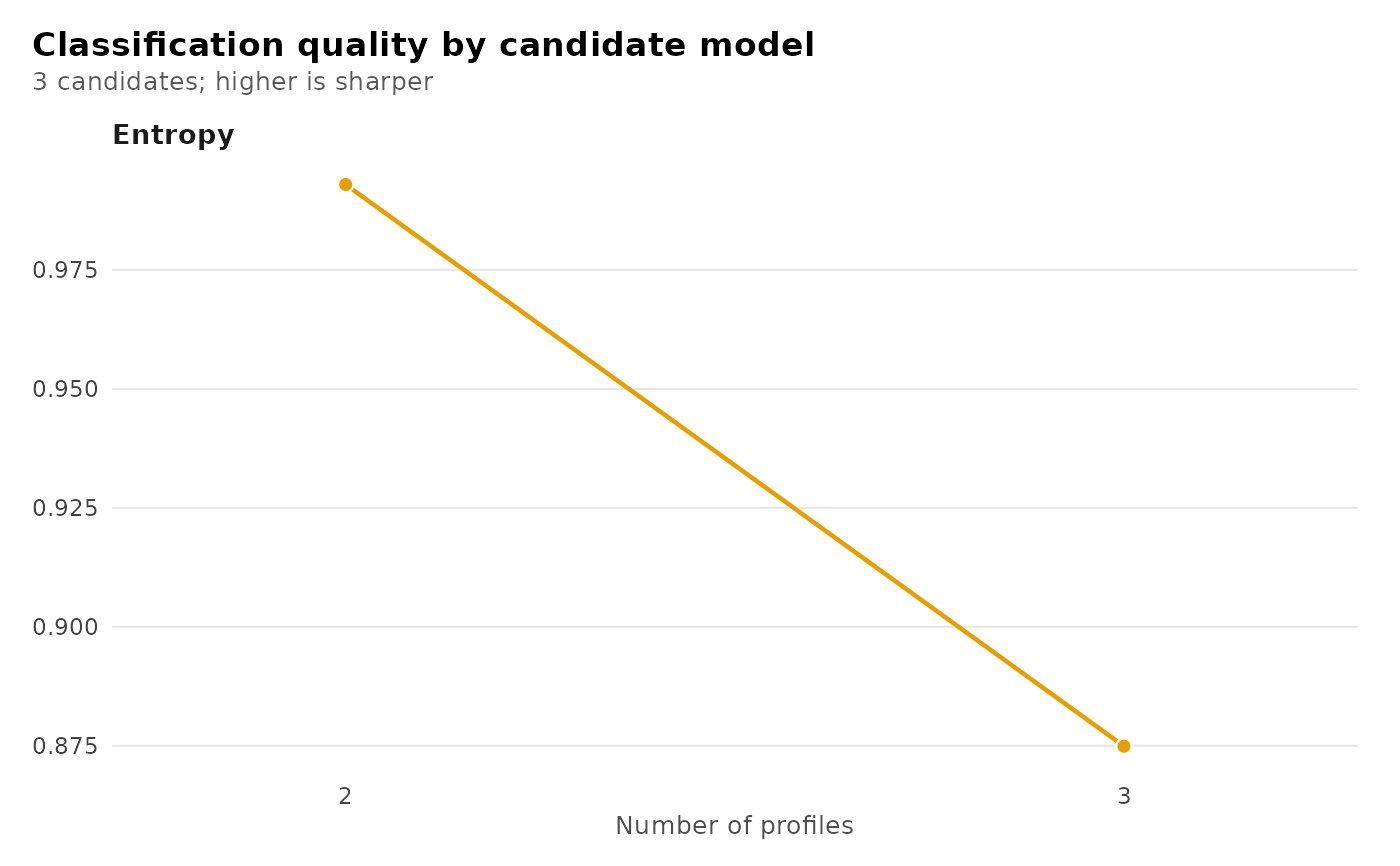 Classification quality by candidate model
3 candidates; higher is sharper
Entropy
0.975
0.950
0.925
0.900
0.875
2 3
Number of profiles